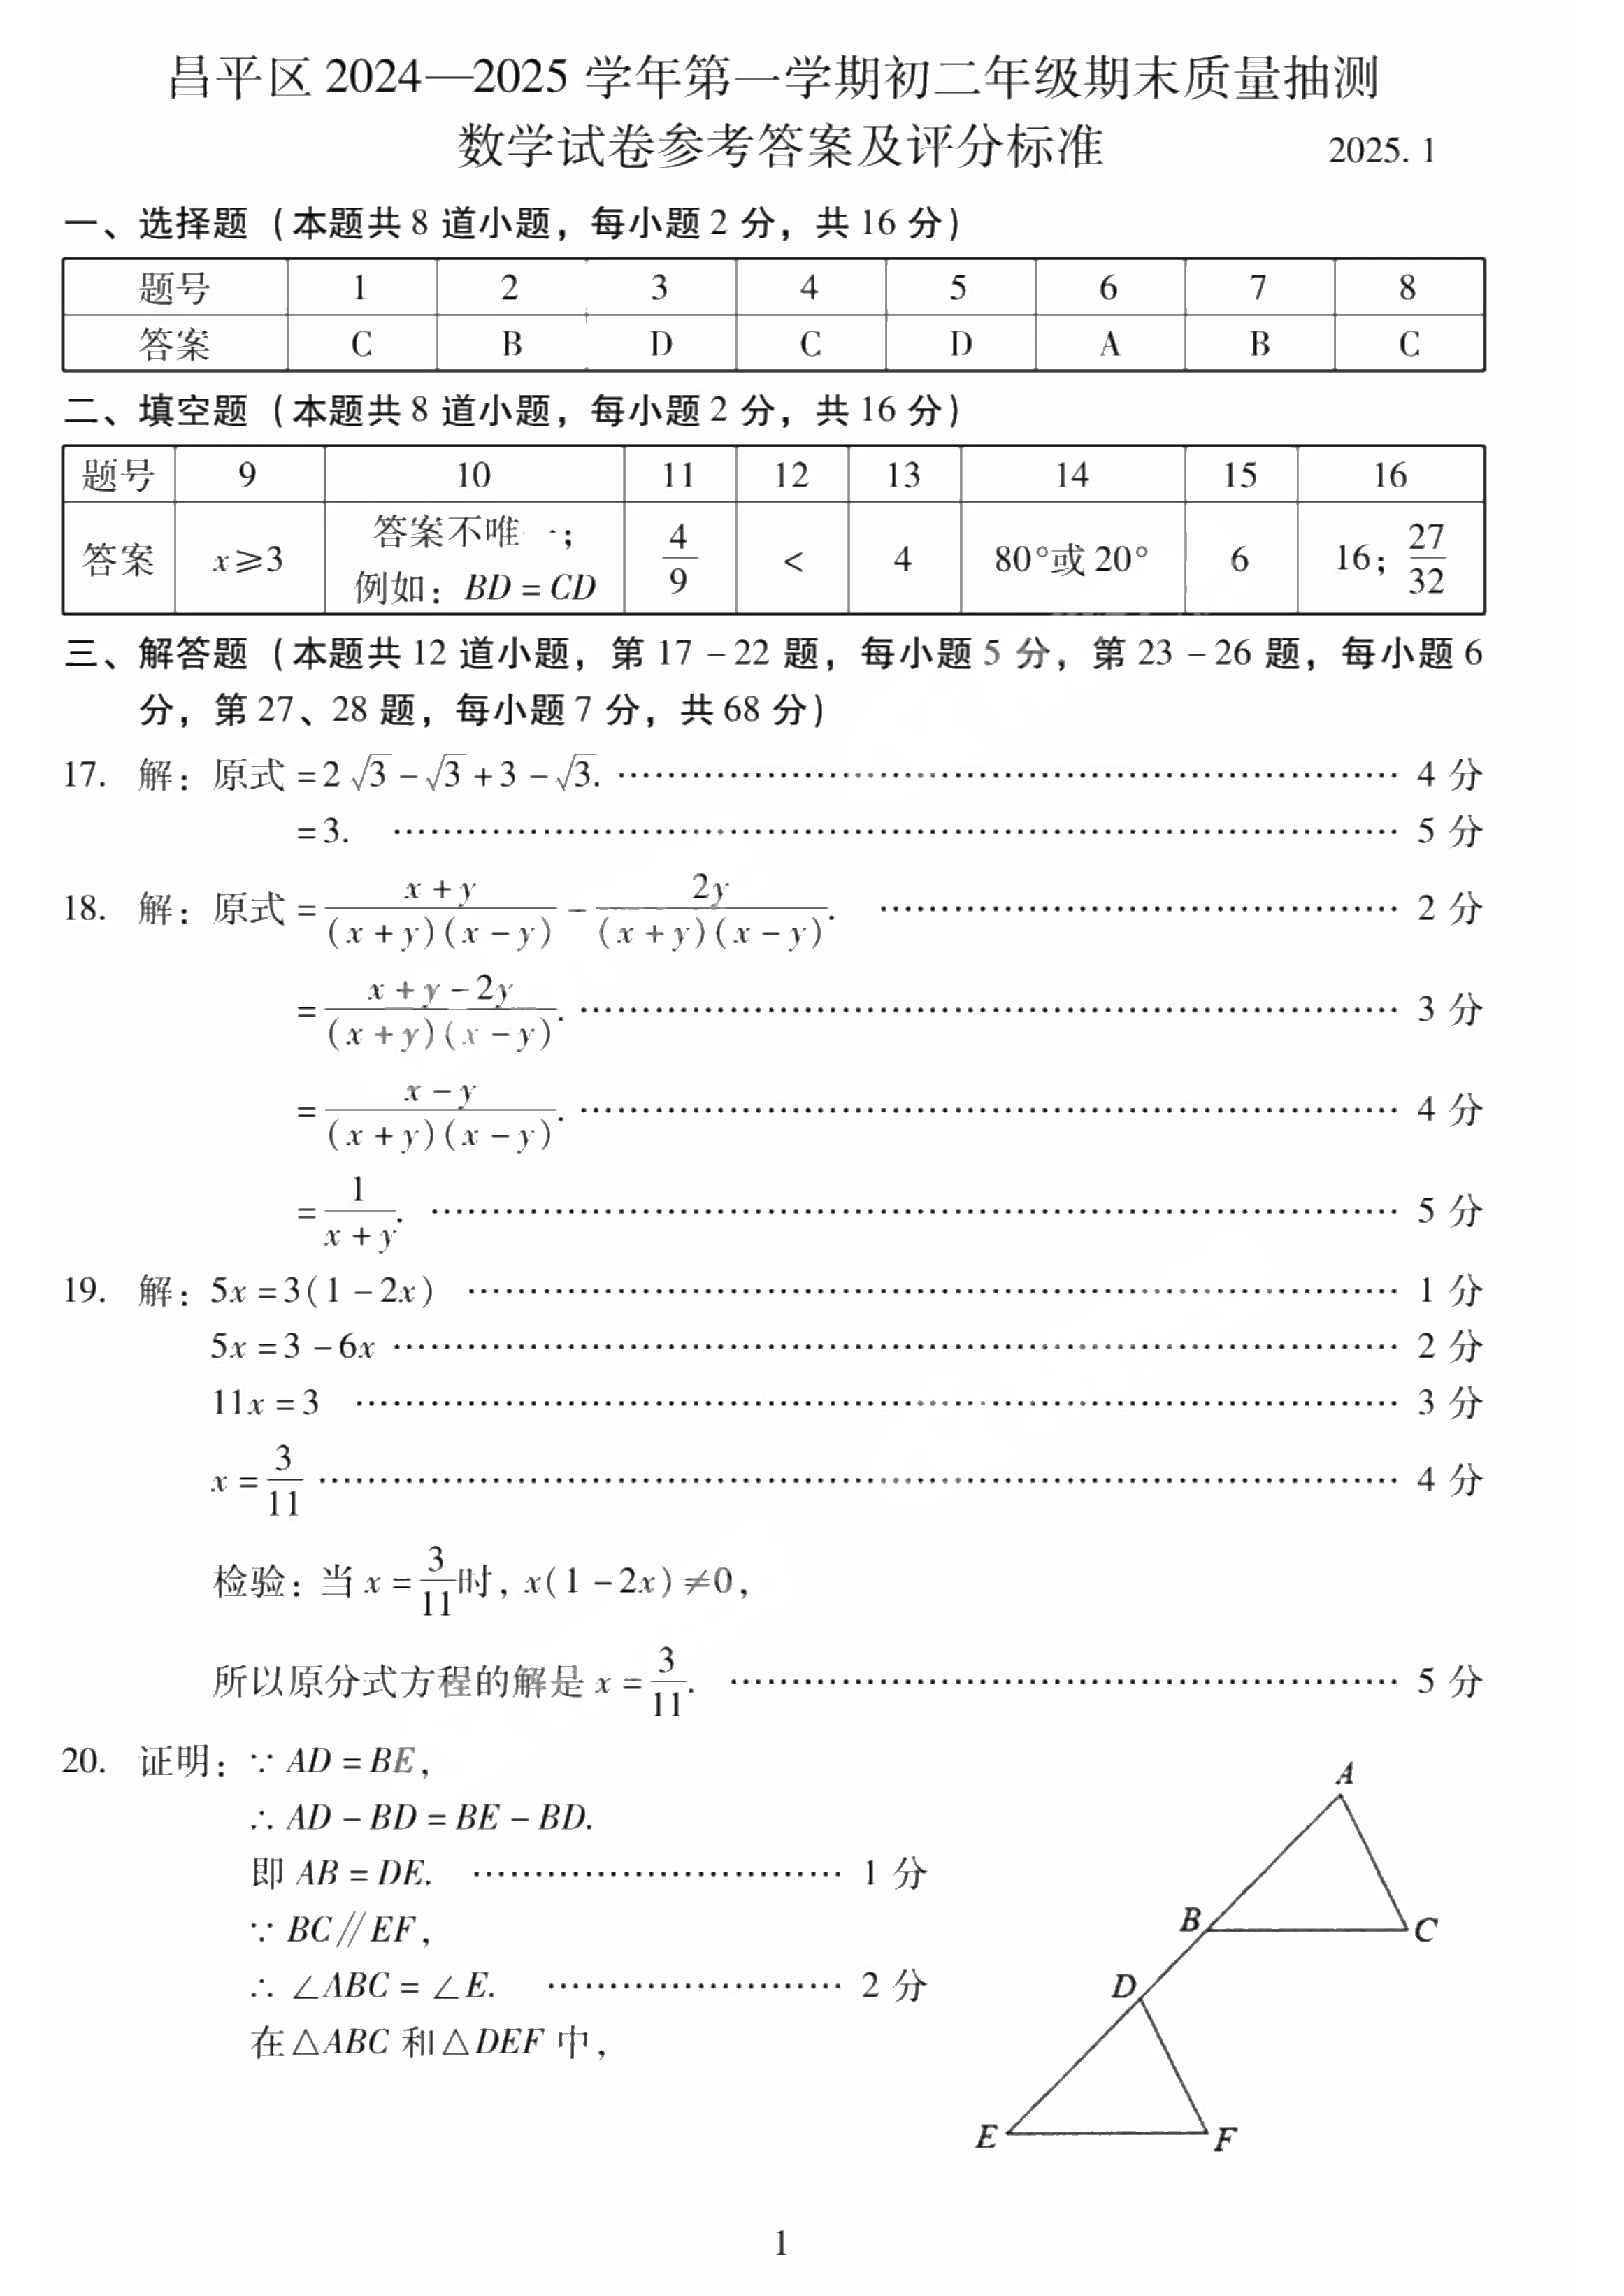 昌平区 2024—2025 学年第一学期初二年级期末质量抽测
数学试卷参考答案及评分标准 2025. 1
一、选择题（本题共 8 道小题，每小题 2 分，共 16 分）
题号 1 2 3 4 5 6 7 8
答案 C B D C D A B C
二、填空题（本题共 8 道小题，每小题 2 分，共 16 分）
题号 9 10 11 12 13 14 15 16
答案 x≥3 答案不唯一；例如：BD = CD 4/9 < 4 80°或 20° 6 16；27/32
三、解答题（本题共 12 道小题，第 17 – 22 题，每小题 5 分，第 23 – 26 题，每小题 6
分，第 27、28 题，每小题 7 分，共 68 分）
17. 解：原式 = 2√3 – √3 + 3 – √3. …… 4 分
= 3. …… 5 分
18. 解：原式 = (x + y)/((x + y)(x – y)) – 2y/((x + y)(x – y)). …… 2 分
= (x + y – 2y)/((x + y)(x – y)). …… 3 分
= (x – y)/((x + y)(x – y)). …… 4 分
= 1/(x + y). …… 5 分
19. 解：5x = 3(1 – 2x) …… 1 分
5x = 3 – 6x …… 2 分
11x = 3 …… 3 分
x = 3/11 …… 4 分
检验：当 x = 3/11 时，x(1 – 2x) ≠ 0，
所以原分式方程的解是 x = 3/11. …… 5 分
20. 证明：∵ AD = BE，
∴ AD – BD = BE – BD.
即 AB = DE. …… 1 分
∵ BC∥EF，
∴ ∠ABC = ∠E. …… 2 分
在△ABC 和△DEF 中，
A
B
C
D
E
F
1